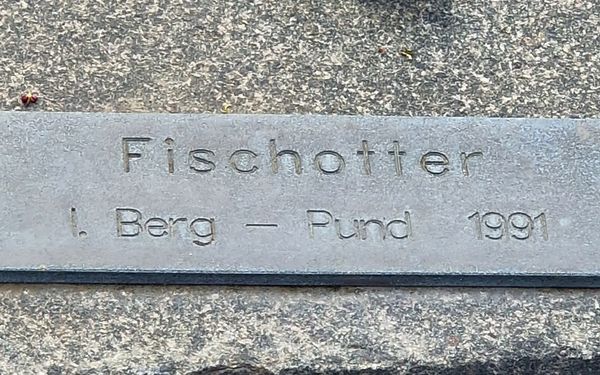 Fischotter
I. Berg – Pund 1991